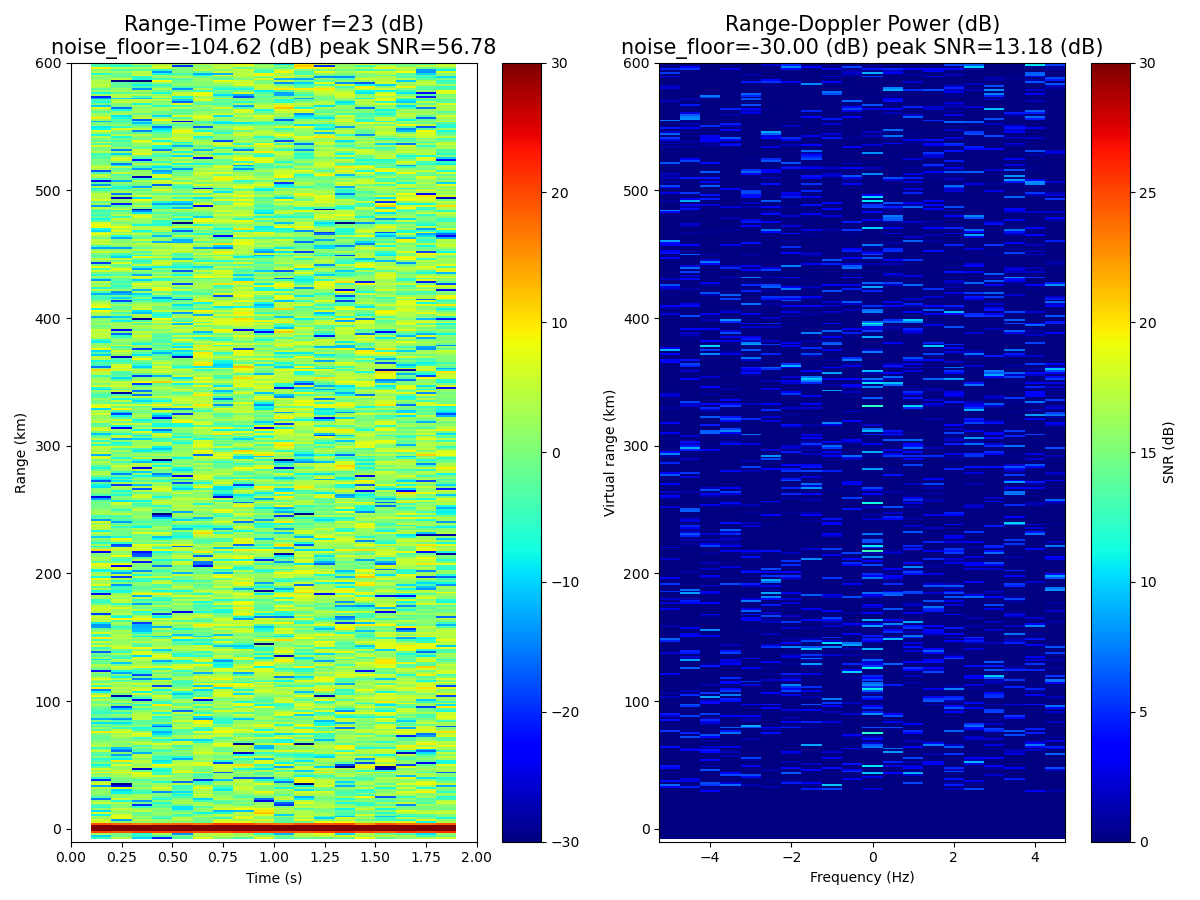 Range-Time Power f=23 (dB)
noise_floor=-104.62 (dB) peak SNR=56.78
600
500
400
300
200
100
0
Range (km)
0.00 0.25 0.50 0.75 1.00 1.25 1.50 1.75 2.00
Time (s)
30
20
10
0
−10
−20
−30
Range-Doppler Power (dB)
noise_floor=-30.00 (dB) peak SNR=13.18 (dB)
600
500
400
300
200
100
0
Virtual range (km)
−4 −2 0 2 4
Frequency (Hz)
30
25
20
15
10
5
0
SNR (dB)